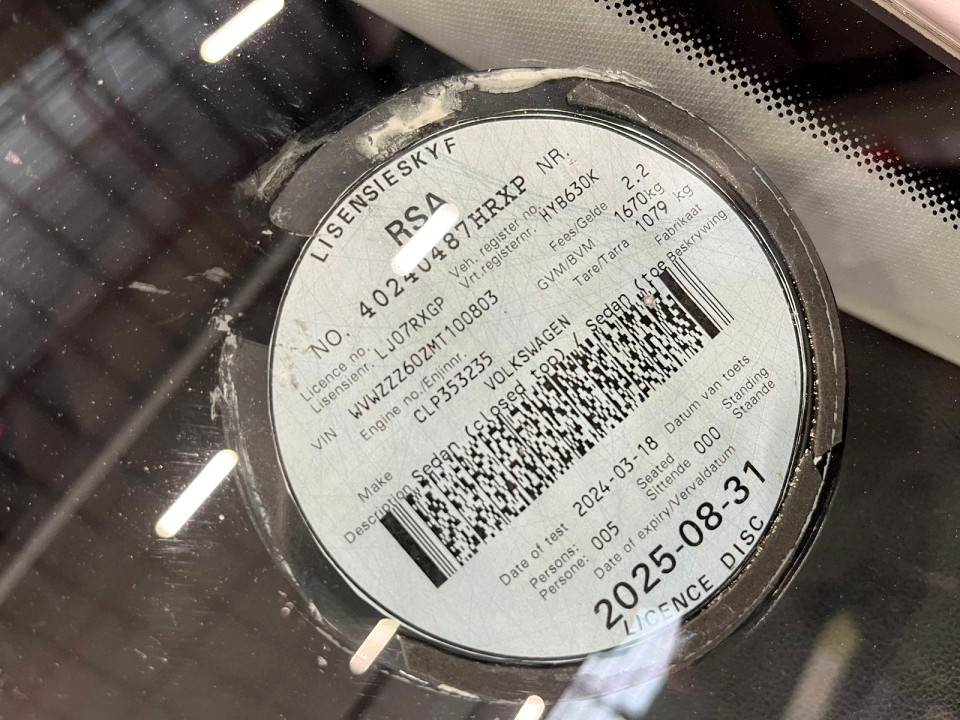 LISENSIESKYF
RSA
NO. 40240487HRXP NR.
Licence no. LJ07RXGP Veh. register no. HYB630K
Lisensienr. Vrt.registernr.
VIN WVWZZZ60ZMT100803 Fees/Gelde 2.2
Engine no./Enjinnr. GVM/BVM 1670kg
CLP353235 Tare/Tarra 1079 kg
Make VOLKSWAGEN Fabrikaat
Description Sedan (closed top) / Sedan (toe Beskrywing
Date of test 2024-03-18 Datum van toets
Persons: 005 Seated 000 Standing
Persone: Sittende Staande
Date of expiry/Vervaldatum
2025-08-31
LICENCE DISC